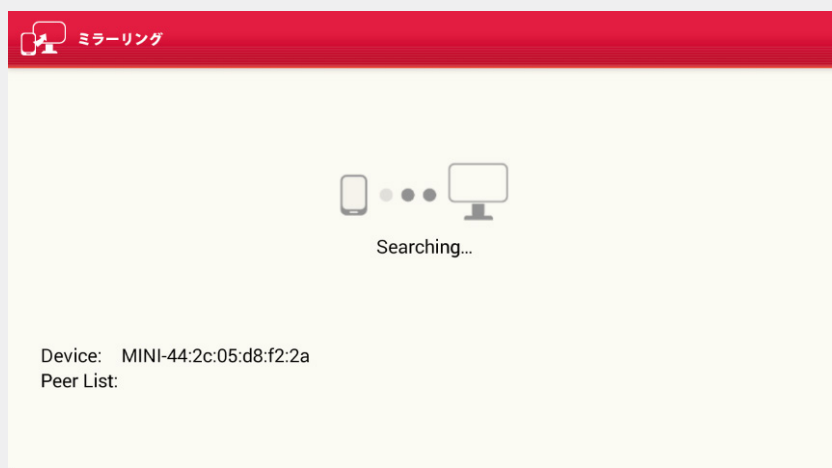 ミラーリング
Searching...
Device: MINI-44:2c:05:d8:f2:2a
Peer List: